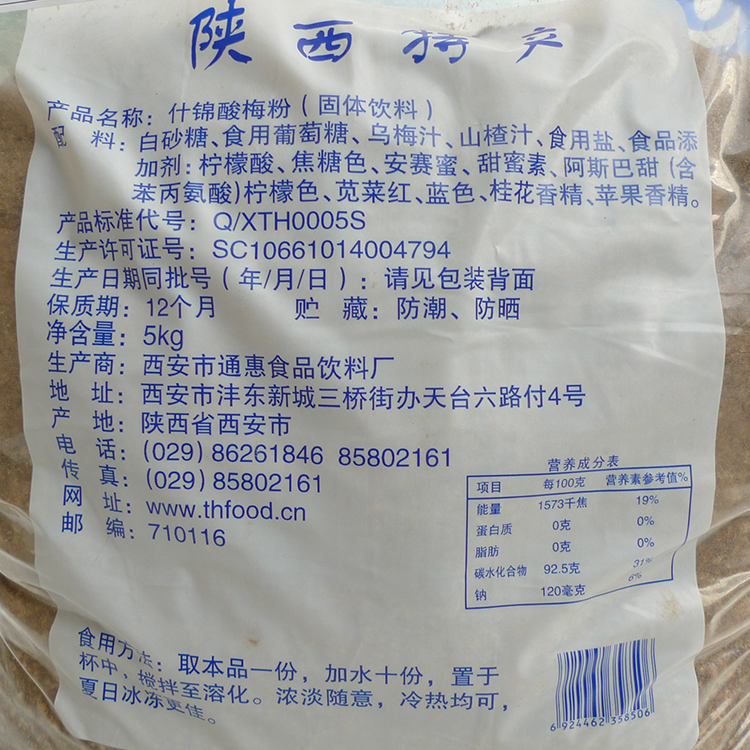 陕西特产
产品名称：什锦酸梅粉（固体饮料）
配 料：白砂糖、食用葡萄糖、乌梅汁、山楂汁、食用盐、食品添
加剂：柠檬酸、焦糖色、安赛蜜、甜蜜素、阿斯巴甜（含
苯丙氨酸）柠檬色、苋菜红、蓝色、桂花香精、苹果香精。
产品标准代号：Q/XTH0005S
生产许可证号：SC10661014004794
生产日期同批号（年/月/日）：请见包装背面
保质期：12个月 贮 藏：防潮、防晒
净含量：5kg
生产商：西安市通惠食品饮料厂
地 址：西安市沣东新城三桥街办天台六路付4号
产 地：陕西省西安市
电 话：(029) 86261846 85802161
传 真：(029) 85802161
网 址：www.thfood.cn
邮 编：710116
营养成分表
项目 每100克 营养素参考值%
能量 1573千焦 19%
蛋白质 0克 0%
脂肪 0克 0%
碳水化合物 92.5克 31%
钠 120毫克 6%
食用方法：取本品一份，加水十份，置于
杯中，搅拌至溶化。浓淡随意，冷热均可，
夏日冰冻更佳。
6 924462 358506